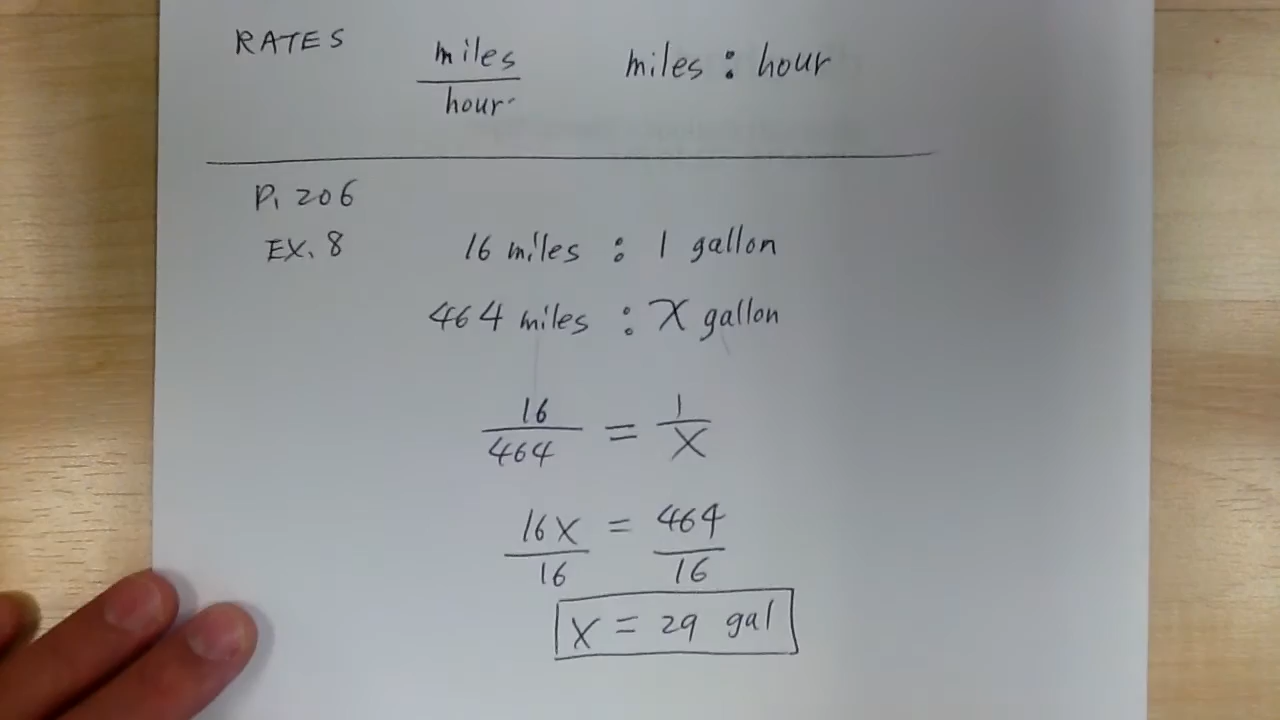 RATES
miles / hour
miles : hour
P. 206
EX. 8
16 miles : 1 gallon
464 miles : X gallon
16 / 464 = 1 / X
16X / 16 = 464 / 16
X = 29 gal